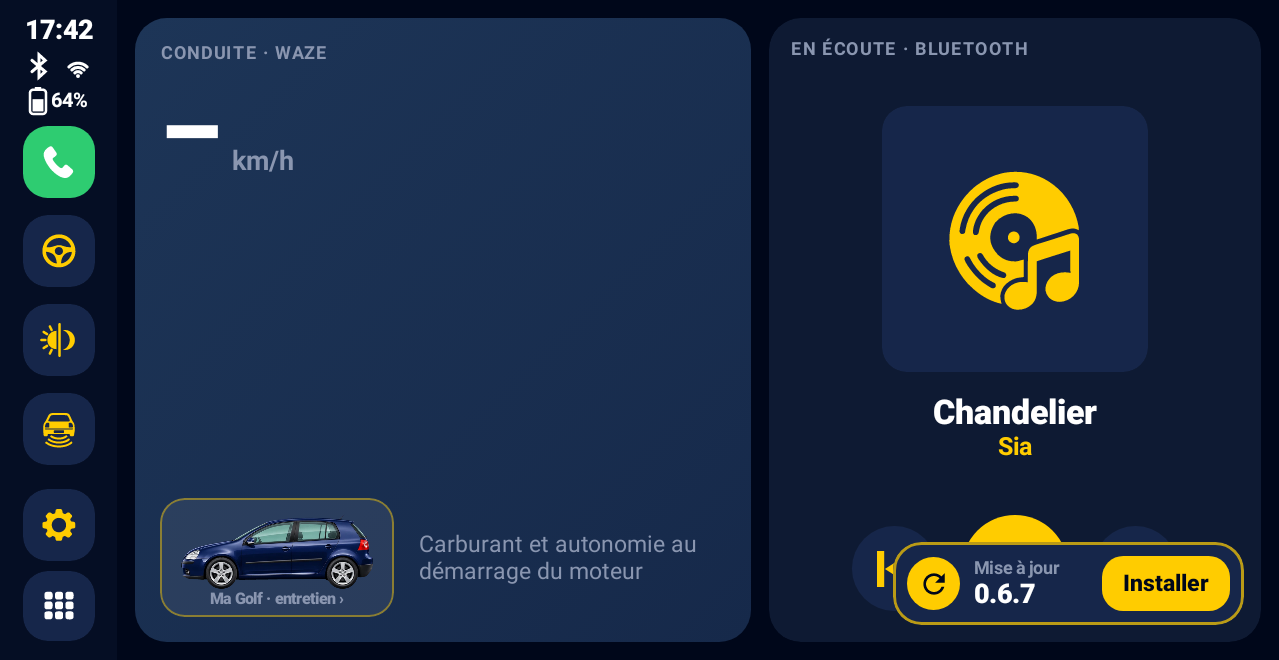 17:42
64%
CONDUITE · WAZE
km/h
Ma Golf · entretien ›
Carburant et autonomie au
démarrage du moteur
EN ÉCOUTE · BLUETOOTH
Chandelier
Sia
Mise à jour
0.6.7
Installer